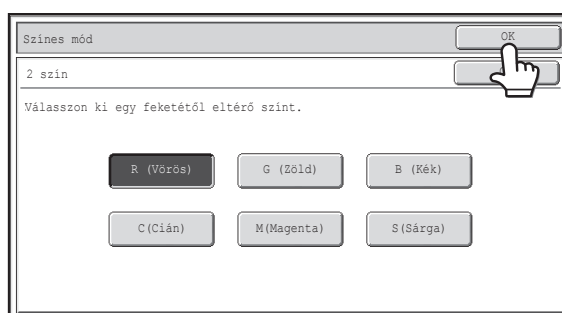 Színes mód OK
2 szín
Válasszon ki egy feketétől eltérő színt.
R (Vörös) G (Zöld) B (Kék)
C(Cián) M(Magenta) S(Sárga)